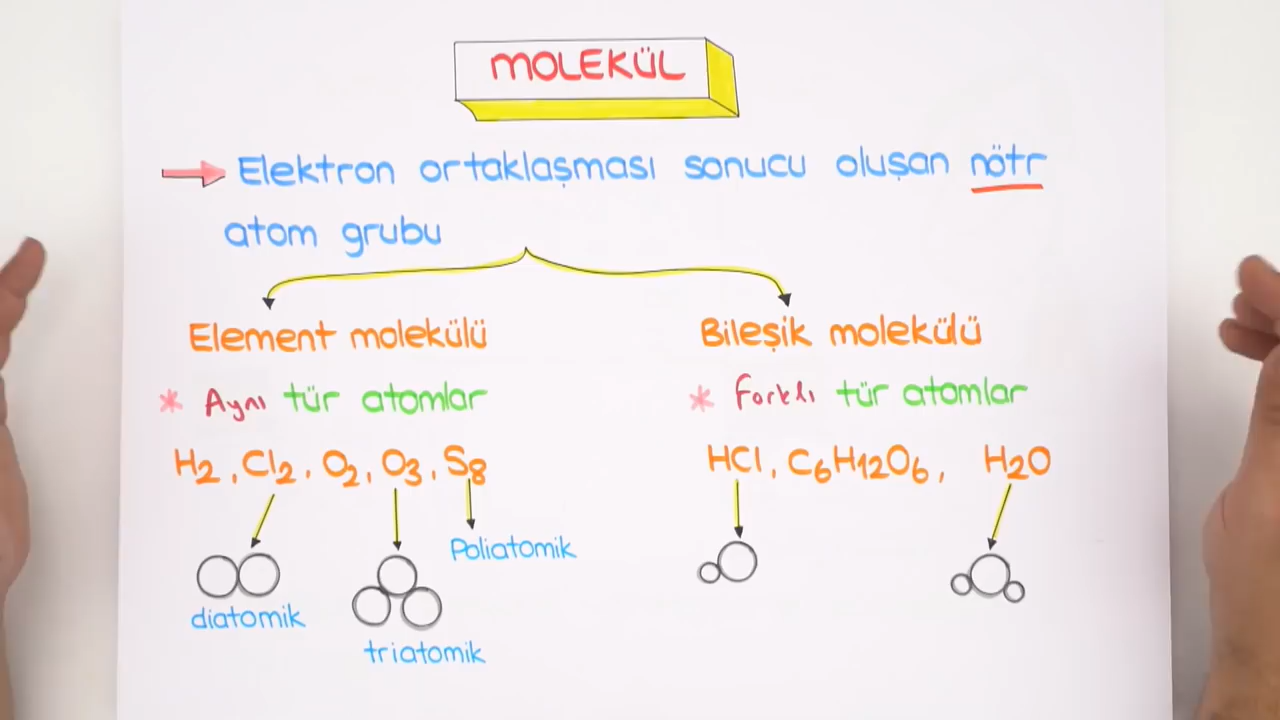 MOLEKÜL
Elektron ortaklaşması sonucu oluşan nötr
atom grubu
Element molekülü
* Aynı tür atomlar
H2, Cl2, O2, O3, S8
Poliatomik
diatomik
triatomik
Bileşik molekülü
* Farklı tür atomlar
HCl, C6H12O6, H2O